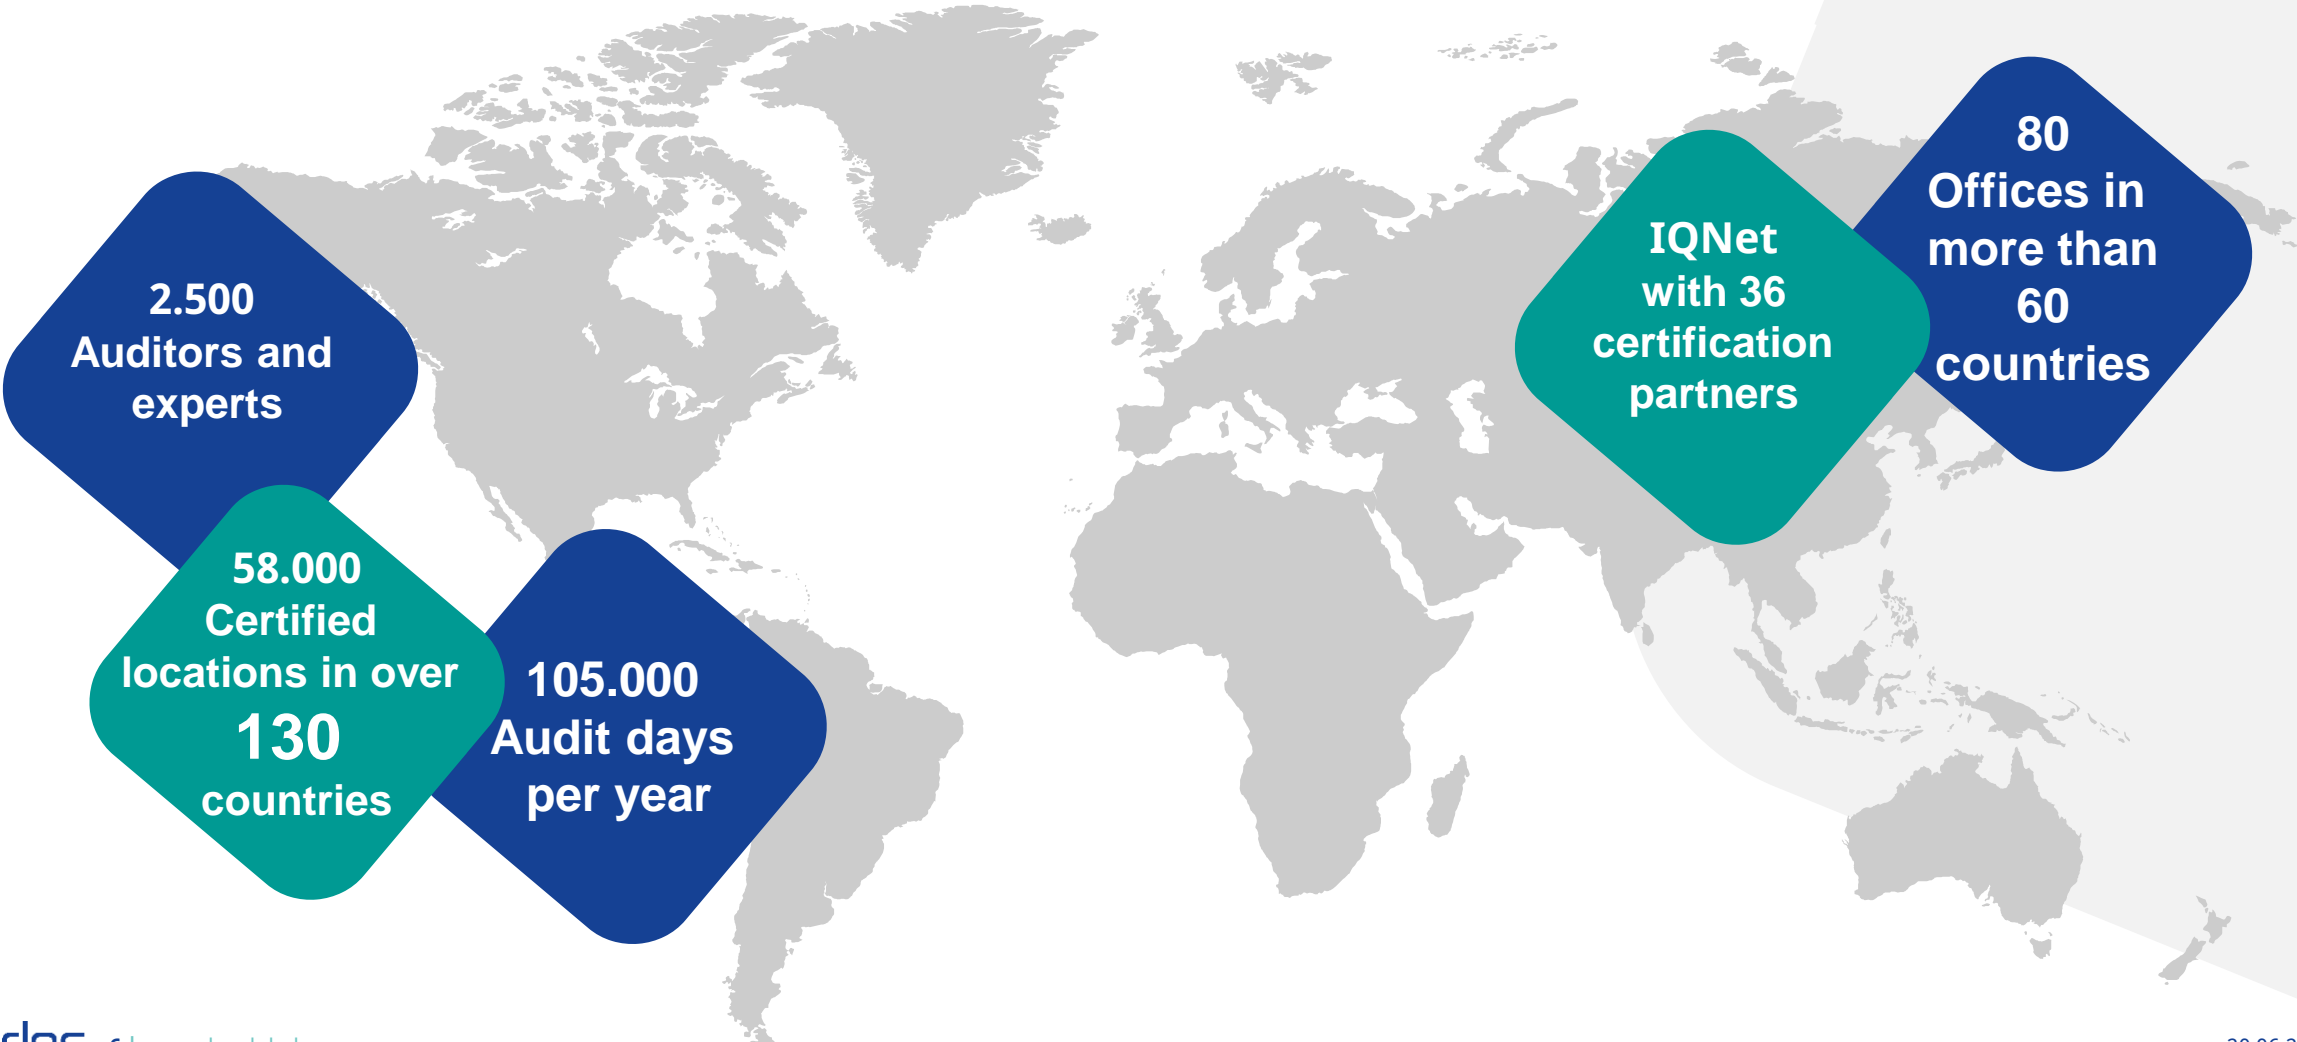 2.500
Auditors and
experts
58.000
Certified
locations in over
130
countries
105.000
Audit days
per year
IQNet
with 36
certification
partners
80
Offices in
more than
60
countries